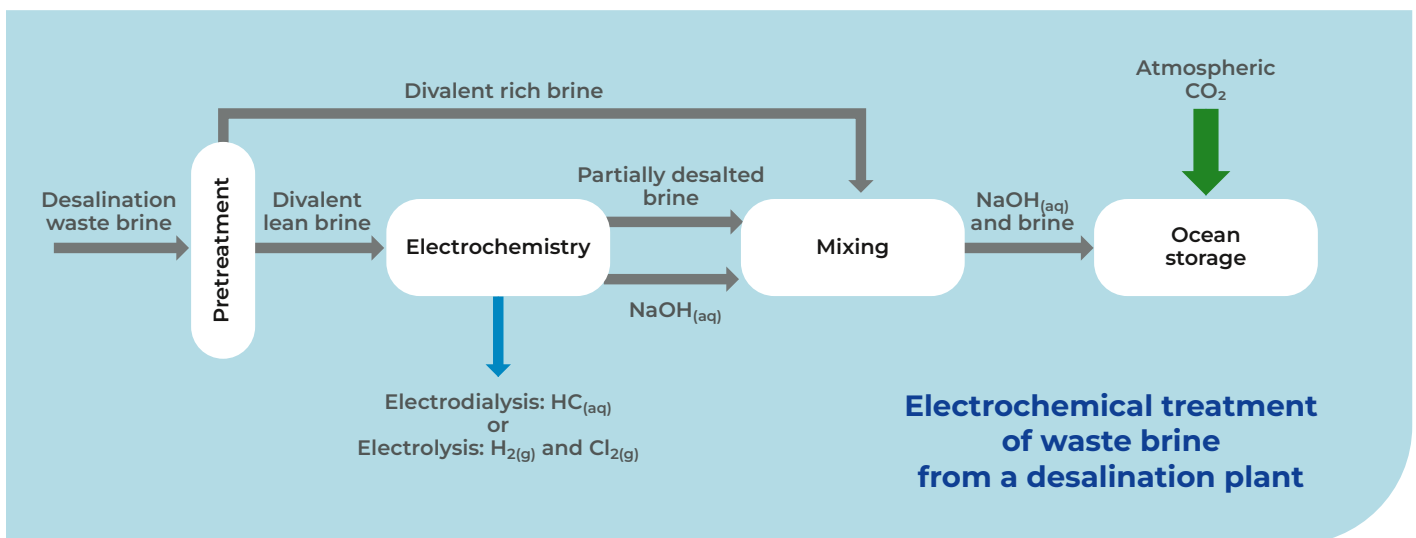 Atmospheric
CO₂
Divalent rich brine
Desalination
waste brine
Pretreatment
Divalent
lean brine
Electrochemistry
Partially desalted
brine
NaOH(aq)
Mixing
NaOH(aq)
and brine
Ocean
storage
Electrodialysis: HC(aq)
or
Electrolysis: H₂(g) and Cl₂(g)
Electrochemical treatment
of waste brine
from a desalination plant